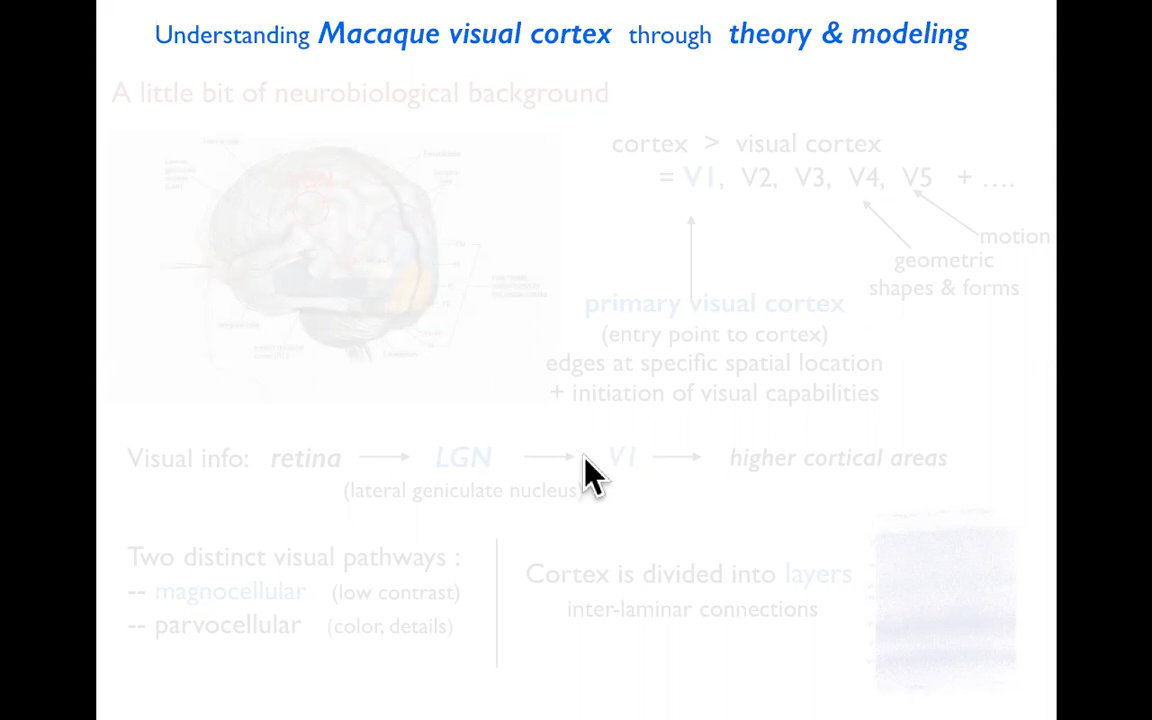 Understanding Macaque visual cortex through theory & modeling
A little bit of neurobiological background
cortex > visual cortex
= V1, V2, V3, V4, V5 + ....
motion
geometric
shapes & forms
primary visual cortex
(entry point to cortex)
edges at specific spatial location
+ initiation of visual capabilities
Visual info: retina → LGN → V1 → higher cortical areas
(lateral geniculate nucleus)
Two distinct visual pathways :
-- magnocellular (low contrast)
-- parvocellular (color, details)
Cortex is divided into layers
inter-laminar connections